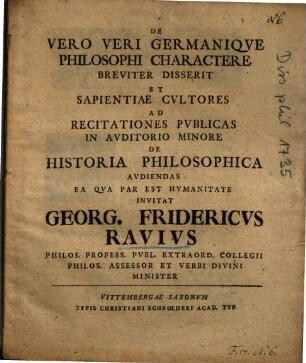 DE
VERO VERI GERMANIQVE
PHILOSOPHI CHARACTERE
BREVITER DISSERIT
ET
SAPIENTIAE CVLTORES
AD
RECITATIONES PVBLICAS
IN AVDITORIO MINORE
DE
HISTORIA PHILOSOPHICA
AVDIENDAS
EA QVA PAR EST HVMANITATE
INVITAT
GEORG. FRIDERICVS
RAVIVS
PHILOS. PROFESS. PVBL. EXTRAORD. COLLEGII
PHILOS. ASSESSOR ET VERBI DIVINI
MINISTER
VITTEMBERGAE SAXONVM
TYPIS CHRISTIANI SCHROEDERI ACAD. TYP.